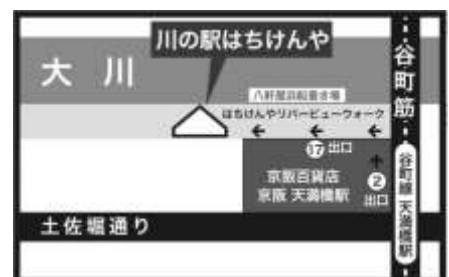 川の駅はちけんや
大川
谷町筋
八軒屋浜船着き場
はちけんやリバービューウォーク
⑰出口
京阪百貨店
京阪 天満橋駅
②
出口
谷町線 天満橋駅
土佐堀通り